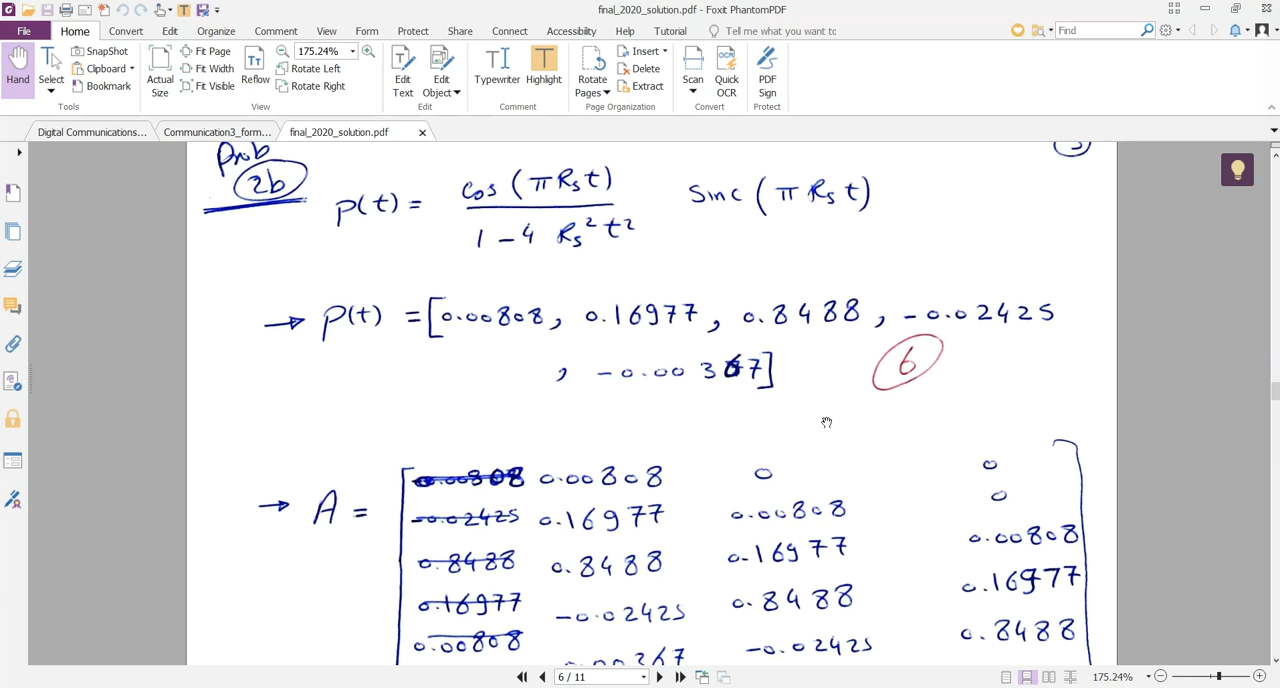 final_2020_solution.pdf - Foxit PhantomPDF
File Home Convert Edit Organize Comment View Form Protect Share Connect Accessibility Help Tutorial Tell me what you want to Find
Hand Select SnapShot Clipboard Bookmark Tools
Actual Size Reflow Fit Page Fit Width Fit Visible 175.24% Rotate Left Rotate Right View
Edit Text Edit Object Edit
Typewriter Highlight Comment
Rotate Pages Insert Delete Extract Page Organization
Scan Quick OCR Convert
PDF Sign Protect
Digital Communications... Communication3_form... final_2020_solution.pdf
Prob
2b
p(t) = cos (πRst) / 1 - 4 Rs² t² Sinc (πRst)
→ p(t) = [0.00808, 0.16977, 0.8488, -0.02425
, -0.00367]
6
→ A =
0.00808 0.00808 0 0
-0.02425 0.16977 0.00808 0
0.8488 0.8488 0.16977 0.00808
0.16977 -0.02425 0.8488 0.16977
0.00808 -0.02425 0.8488
6 / 11 175.24%